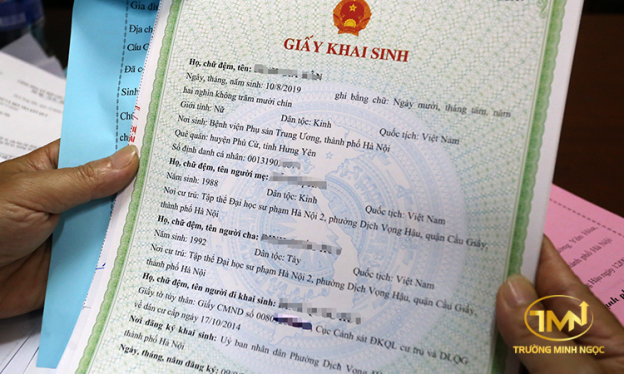 GIẤY KHAI SINH
Họ, chữ đệm, tên:
Ngày, tháng, năm sinh: 10/8/2019 ghi bằng chữ: Ngày mười, tháng tám, năm
hai nghìn không trăm mười chín
Giới tính: Nữ Dân tộc: Kinh Quốc tịch: Việt Nam
Nơi sinh: Bệnh viện Phụ sản Trung Ương, thành phố Hà Nội
Quê quán: huyện Phù Cừ, tỉnh Hưng Yên
Số định danh cá nhân: 0013190
Họ, chữ đệm, tên người mẹ:
Năm sinh: 1988 Dân tộc: Kinh Quốc tịch: Việt Nam
Nơi cư trú: Tập thể Đại học sư phạm Hà Nội 2, phường Dịch Vọng Hậu, quận Cầu Giấy,
thành phố Hà Nội
Họ, chữ đệm, tên người cha:
Năm sinh: 1992 Dân tộc: Tày Quốc tịch: Việt Nam
Nơi cư trú: Tập thể Đại học sư phạm Hà Nội 2, phường Dịch Vọng Hậu, quận Cầu Giấy,
thành phố Hà Nội
Họ, chữ đệm, tên người đi khai sinh:
Giấy tờ tùy thân: Giấy CMND số 0080 Cục Cảnh sát ĐKQL cư trú và DLQG
về dân cư cấp ngày 17/10/2014
Nơi đăng ký khai sinh: Uỷ ban nhân dân Phường Dịch Vọng
thành phố Hà Nội
Ngày, tháng, năm
TMN
TRƯƠNG MINH NGỌC